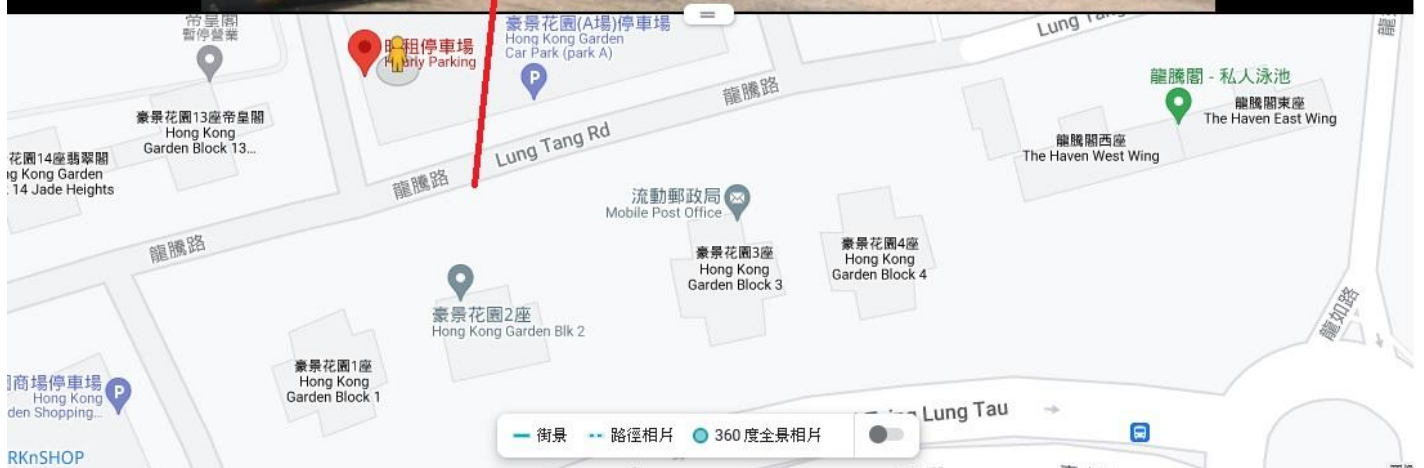 帝皇閣
暫停營業
租停車場
Parking
豪景花園(A場)停車場
Hong Kong Garden
Car Park (park A)
P
Lung Tang
龍騰閣 - 私人泳池
龍騰閣東座
The Haven East Wing
龍騰閣西座
The Haven West Wing
龍騰路
Lung Tang Rd
龍騰路
龍騰路
豪景花園13座帝皇閣
Hong Kong
Garden Block 13...
花園14座翡翠閣
ng Kong Garden
14 Jade Heights
流動郵政局
Mobile Post Office
豪景花園3座
Hong Kong
Garden Block 3
豪景花園4座
Hong Kong
Garden Block 4
豪景花園2座
Hong Kong Garden Blk 2
豪景花園1座
Hong Kong
Garden Block 1
龍如路
商場停車場
Hong Kong
den Shopping...
P
RKnSHOP
Lung Tau
街景
路徑相片
360 度全景相片